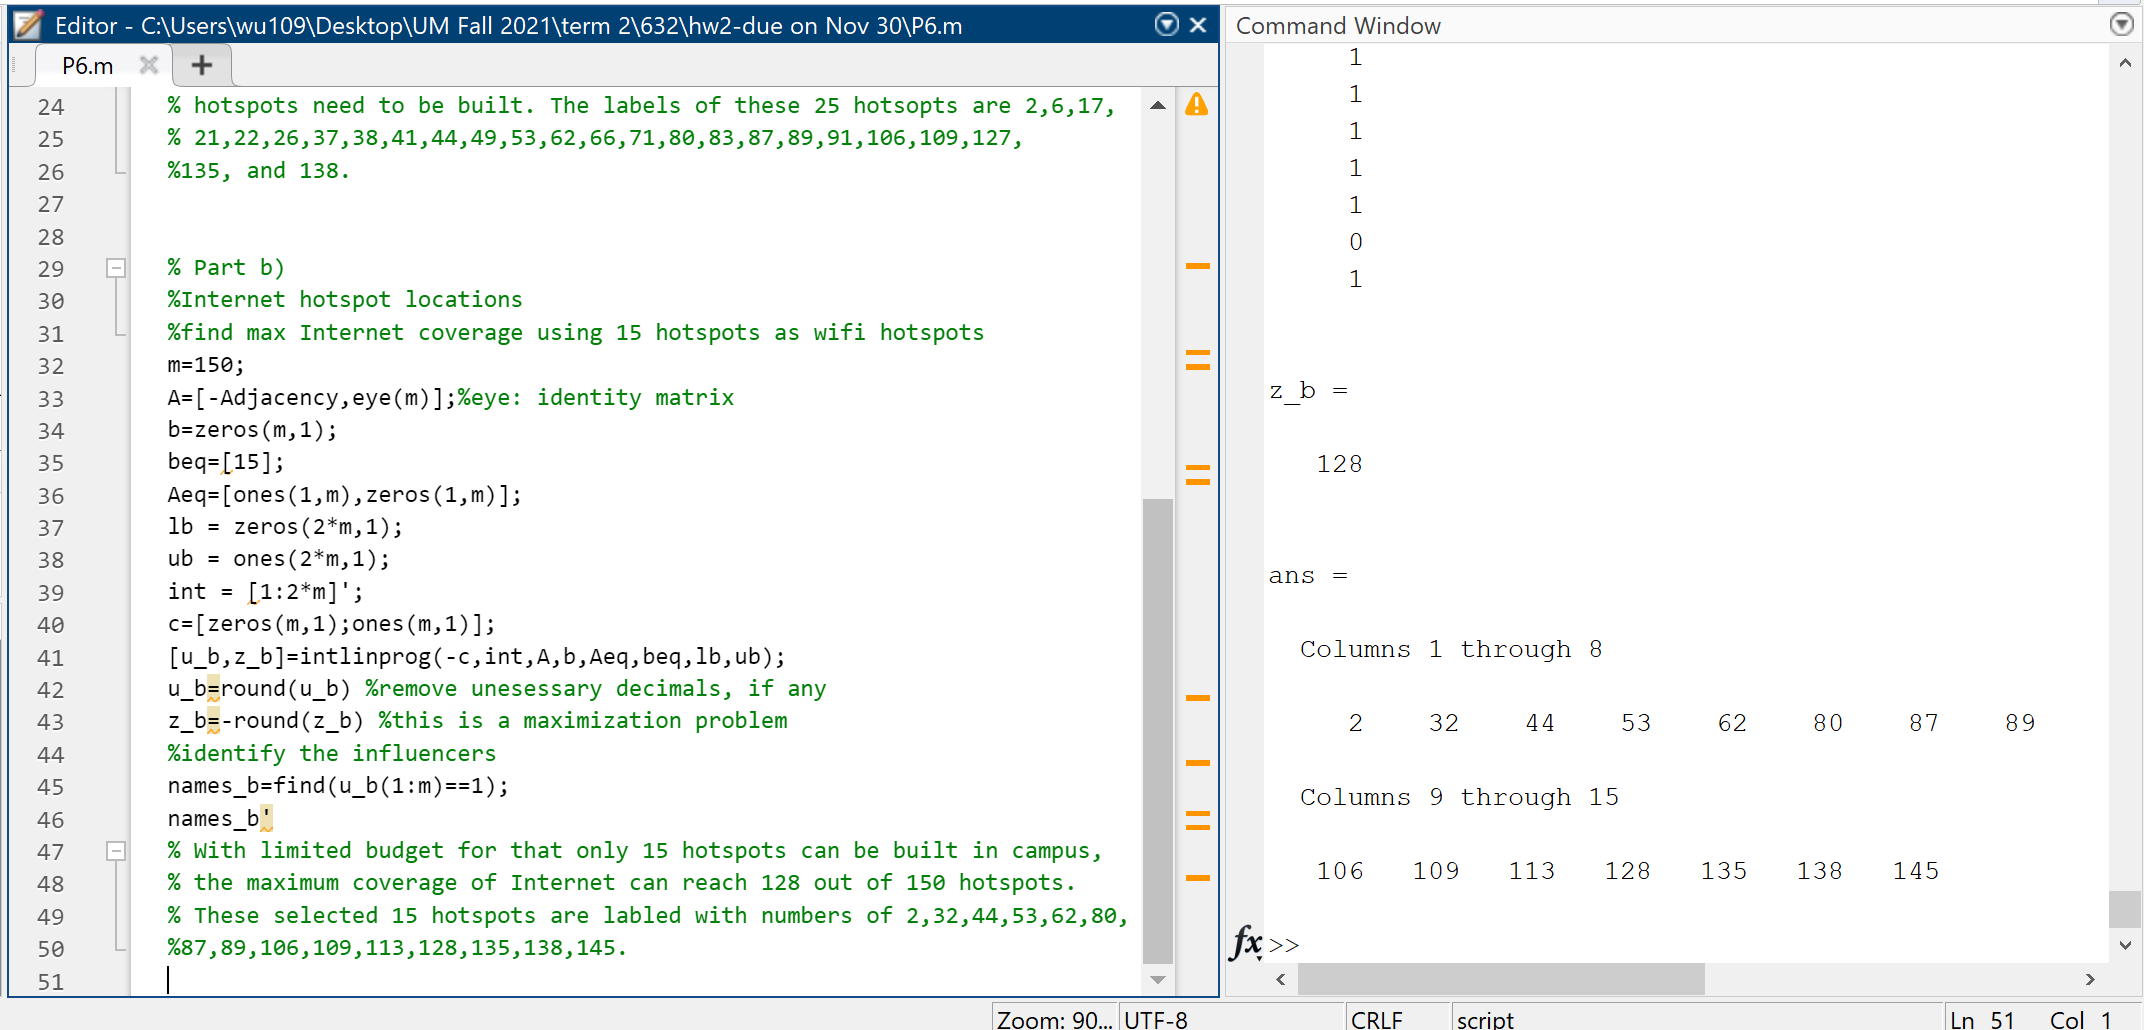 Editor - C:\Users\wu109\Desktop\UM Fall 2021\term 2\632\hw2-due on Nov 30\P6.m
P6.m
24 % hotspots need to be built. The labels of these 25 hotsopts are 2,6,17,
25 % 21,22,26,37,38,41,44,49,53,62,66,71,80,83,87,89,91,106,109,127,
26 %135, and 138.
27
28
29 % Part b)
30 %Internet hotspot locations
31 %find max Internet coverage using 15 hotspots as wifi hotspots
32 m=150;
33 A=[-Adjacency,eye(m)];%eye: identity matrix
34 b=zeros(m,1);
35 beq=[15];
36 Aeq=[ones(1,m),zeros(1,m)];
37 lb = zeros(2*m,1);
38 ub = ones(2*m,1);
39 int = [1:2*m]';
40 c=[zeros(m,1);ones(m,1)];
41 [u_b,z_b]=intlinprog(-c,int,A,b,Aeq,beq,lb,ub);
42 u_b=round(u_b) %remove unesessary decimals, if any
43 z_b=-round(z_b) %this is a maximization problem
44 %identify the influencers
45 names_b=find(u_b(1:m)==1);
46 names_b'
47 % With limited budget for that only 15 hotspots can be built in campus,
48 % the maximum coverage of Internet can reach 128 out of 150 hotspots.
49 % These selected 15 hotspots are labled with numbers of 2,32,44,53,62,80,
50 %87,89,106,109,113,128,135,138,145.
51
Command Window
1
1
1
1
1
0
1
z_b =
128
ans =
Columns 1 through 8
2 32 44 53 62 80 87 89
Columns 9 through 15
106 109 113 128 135 138 145
fx >>
Zoom: 90... UTF-8 CRLF script Ln 51 Col 1